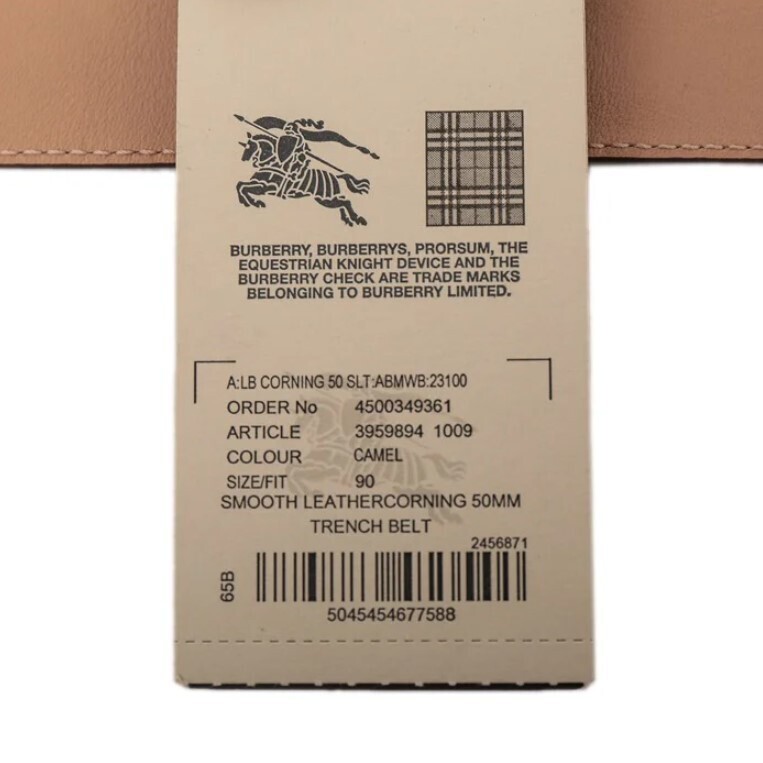 BURBERRY, BURBERRYS, PRORSUM, THE
EQUESTRIAN KNIGHT DEVICE AND THE
BURBERRY CHECK ARE TRADE MARKS
BELONGING TO BURBERRY LIMITED.
A:LB CORNING 50 SLT:ABMWB:23100
ORDER No 4500349361
ARTICLE 3959894 1009
COLOUR CAMEL
SIZE/FIT 90
SMOOTH LEATHERCORNING 50MM
TRENCH BELT
2456871
65B
5045454677588